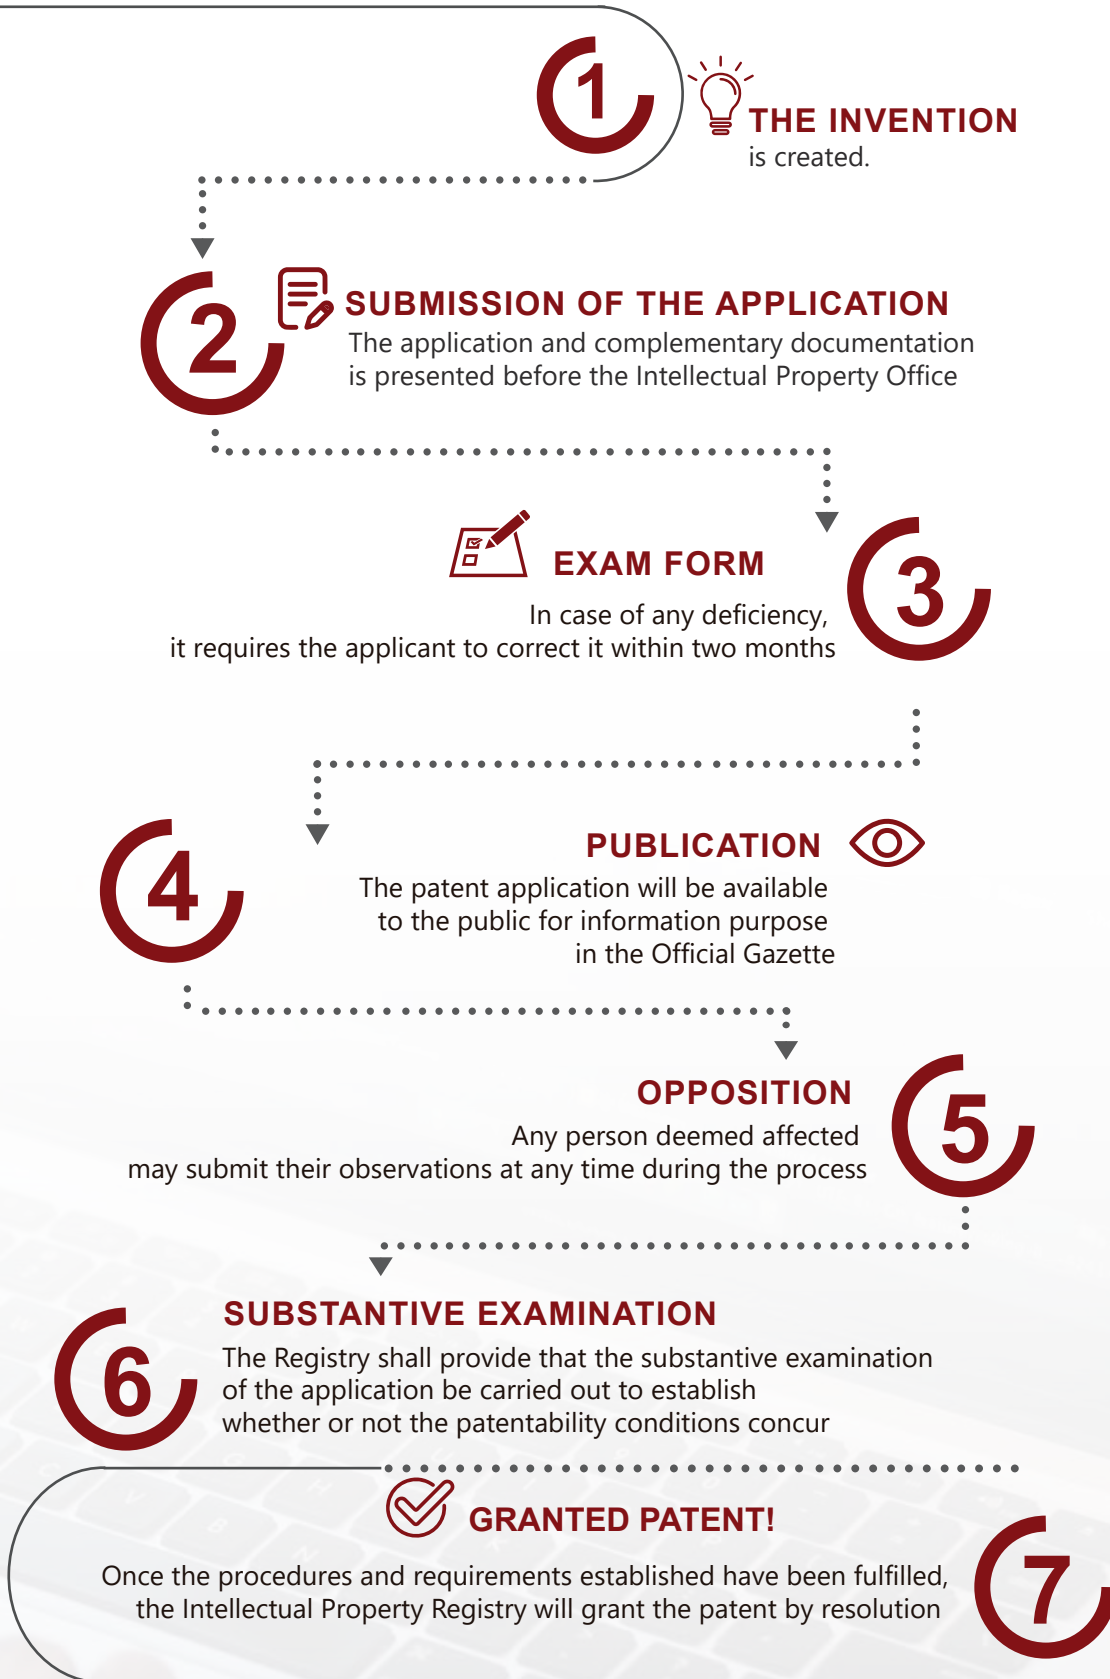 1
THE INVENTION
is created.
2
SUBMISSION OF THE APPLICATION
The application and complementary documentation
is presented before the Intellectual Property Office
3
EXAM FORM
In case of any deficiency,
it requires the applicant to correct it within two months
4
PUBLICATION
The patent application will be available
to the public for information purpose
in the Official Gazette
5
OPPOSITION
Any person deemed affected
may submit their observations at any time during the process
6
SUBSTANTIVE EXAMINATION
The Registry shall provide that the substantive examination
of the application be carried out to establish
whether or not the patentability conditions concur
7
GRANTED PATENT!
Once the procedures and requirements established have been fulfilled,
the Intellectual Property Registry will grant the patent by resolution